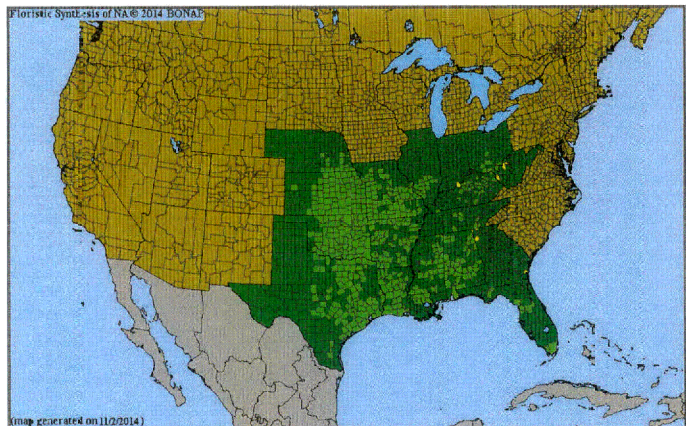 Floristic Synthesis of NA © 2014 BONAP
(map generated on 11/2/2014)